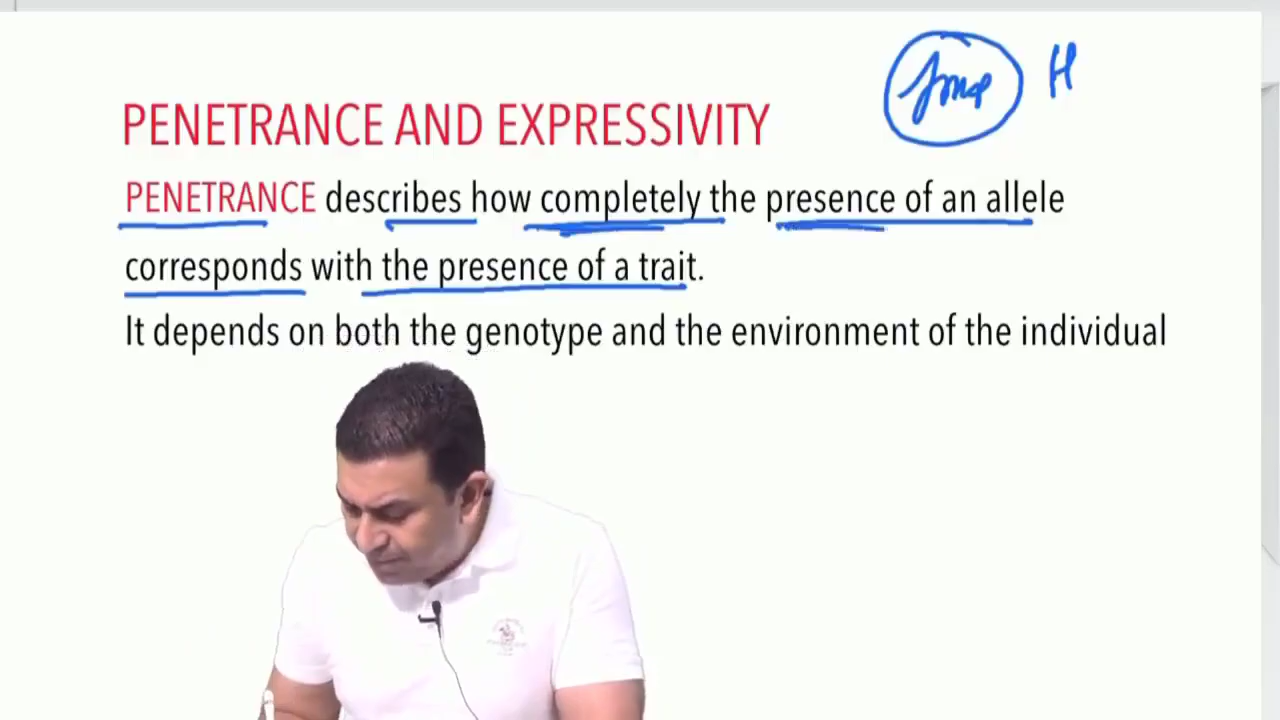 H
PENETRANCE AND EXPRESSIVITY
PENETRANCE describes how completely the presence of an allele
corresponds with the presence of a trait.
It depends on both the genotype and the environment of the individual